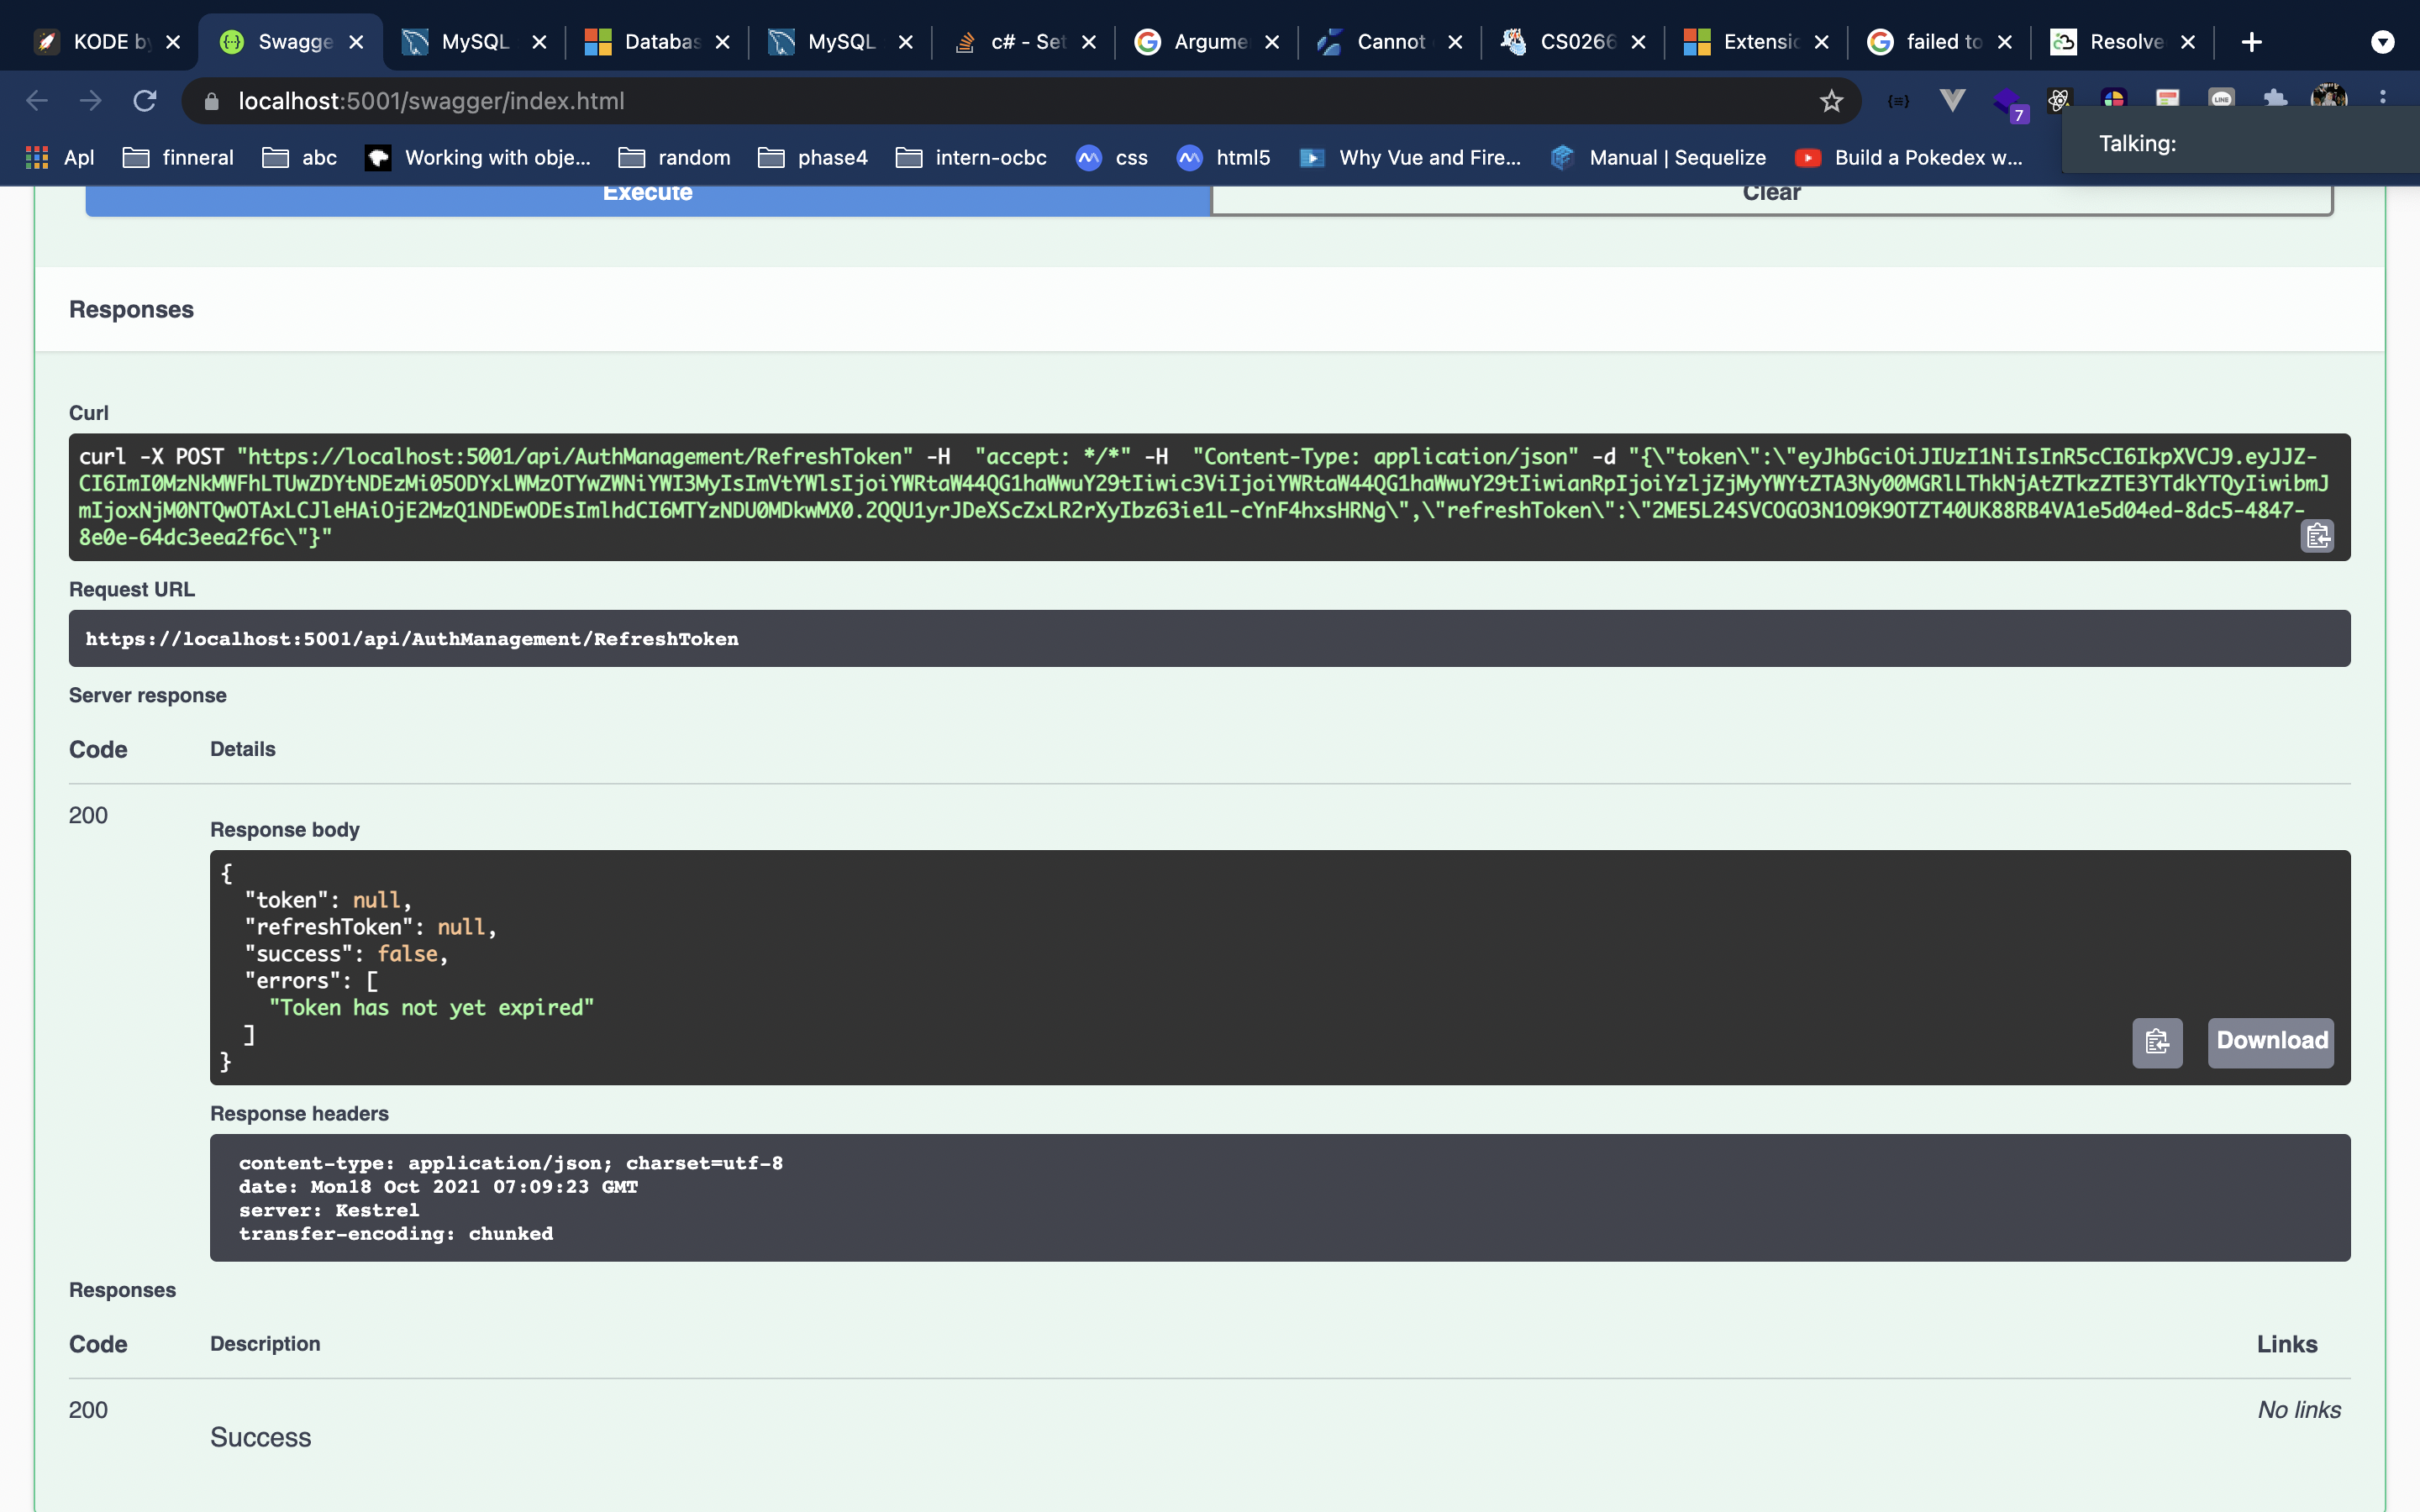 KODE by
Swagge
MySQL
Databas
MySQL
c# - Set
Argume
Cannot
CS0266
Extensio
failed to
Resolve
localhost:5001/swagger/index.html
7
LINE
Talking:
Apl
finneral
abc
Working with obje...
random
phase4
intern-ocbc
css
html5
Why Vue and Fire...
Manual | Sequelize
Build a Pokedex w...
Execute
Clear
Responses
Curl
curl -X POST "https://localhost:5001/api/AuthManagement/RefreshToken" -H  "accept: */*" -H  "Content-Type: application/json" -d "{\"token\":\"eyJhbGciOiJIUzI1NiIsInR5cCI6IkpXVCJ9.eyJJZ-
CI6ImI0MzNkMWFhLTUwZDYtNDEzMi05ODYxLWMzOTYwZWNiYWI3MyIsImVtYWlsIjoiYWRtaW44QG1haWwuY29tIiwic3ViIjoiYWRtaW44QG1haWwuY29tIiwianRpIjoiYzljZjMyYWYtZTA3Ny00MGRlLThkNjAtZTkzZTE3YTdkYTQyIiwibmJ
mIjoxNjM0NTQwOTAxLCJleHAiOjE2MzQ1NDEwODEsImlhdCI6MTYzNDU0MDkwMX0.2QQU1yrJDeXScZxLR2rXyIbz63ie1L-cYnF4hxsHRNg\",\"refreshToken\":\"2ME5L24SVCOGO3N1O9K9OTZT40UK88RB4VA1e5d04ed-8dc5-4847-
8e0e-64dc3eea2f6c\"}"
Request URL
https://localhost:5001/api/AuthManagement/RefreshToken
Server response
Code
Details
200
Response body
{
"token": null,
"refreshToken": null,
"success": false,
"errors": [
"Token has not yet expired"
]
}
Download
Response headers
content-type: application/json; charset=utf-8
date: Mon18 Oct 2021 07:09:23 GMT
server: Kestrel
transfer-encoding: chunked
Responses
Code
Description
Links
200
Success
No links